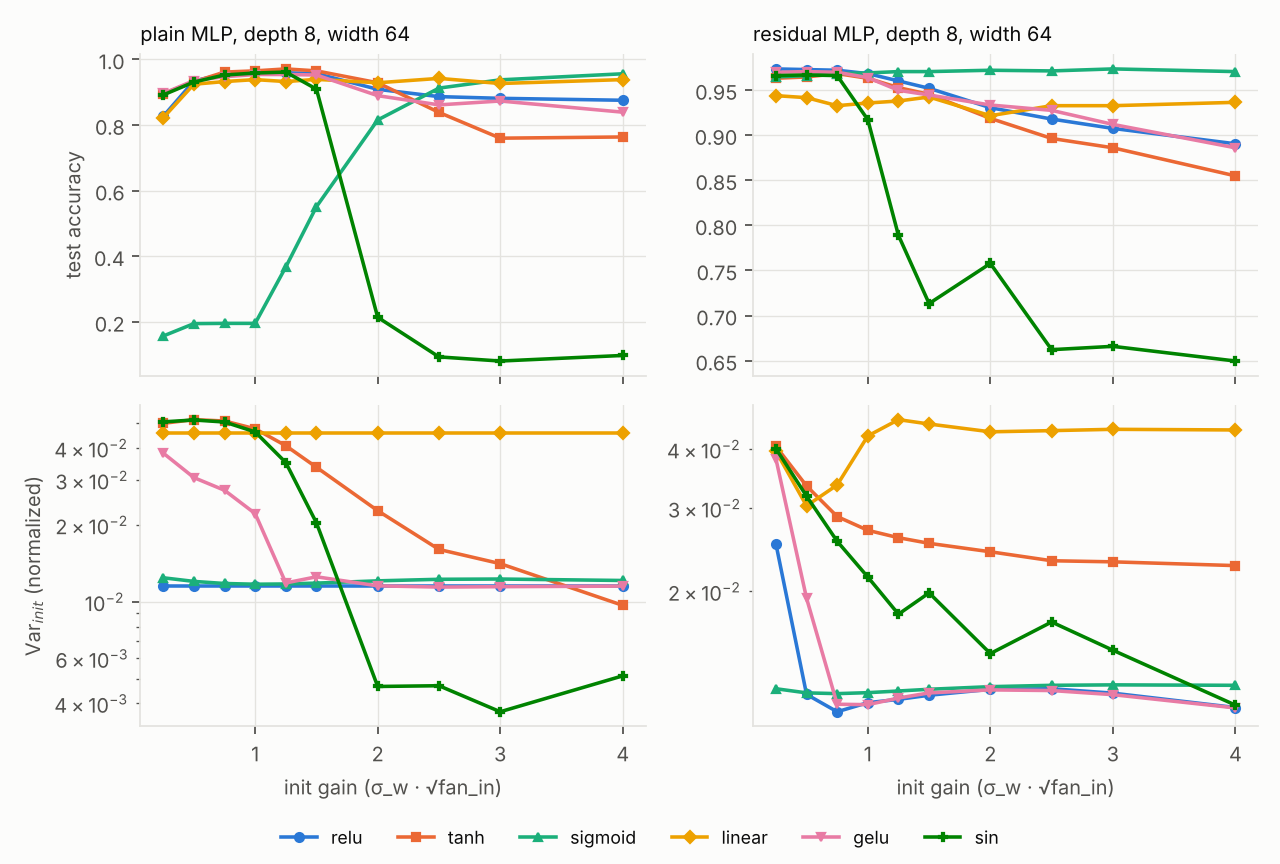 plain MLP, depth 8, width 64
residual MLP, depth 8, width 64
1.0
0.8
0.6
0.4
0.2
test accuracy
0.95
0.90
0.85
0.80
0.75
0.70
0.65
4 × 10⁻²
3 × 10⁻²
2 × 10⁻²
10⁻²
6 × 10⁻³
4 × 10⁻³
Var_init (normalized)
4 × 10⁻²
3 × 10⁻²
2 × 10⁻²
1 2 3 4
1 2 3 4
init gain (σ_w · √fan_in)
init gain (σ_w · √fan_in)
relu tanh sigmoid linear gelu sin